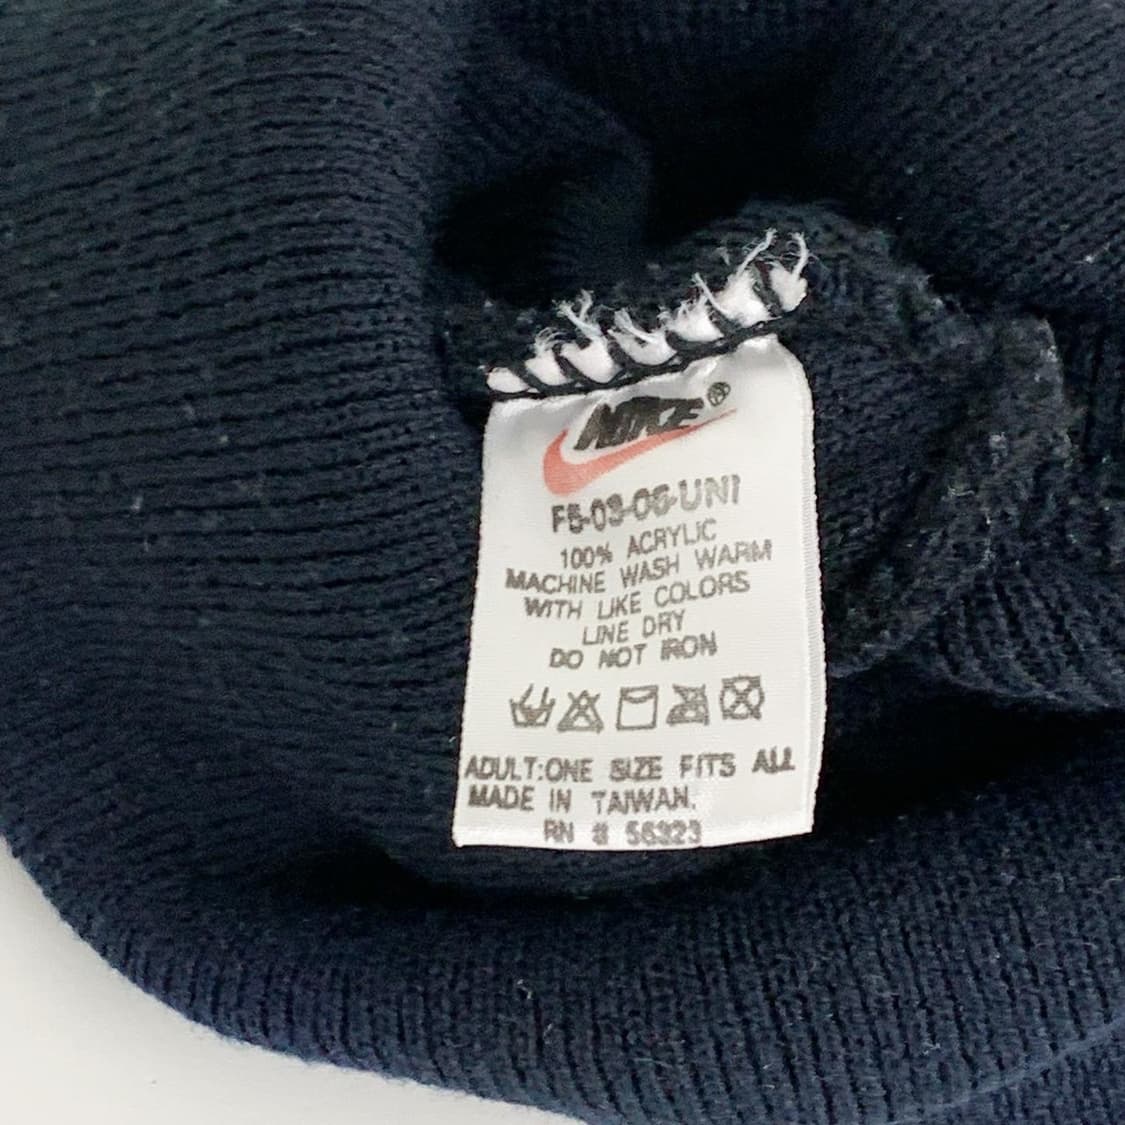 NIKE®
F5-03-06-UNI
100% ACRYLIC
MACHINE WASH WARM
WITH LIKE COLORS
LINE DRY
DO NOT IRON
ADULT:ONE SIZE FITS ALL
MADE IN TAIWAN.
RN # 56323